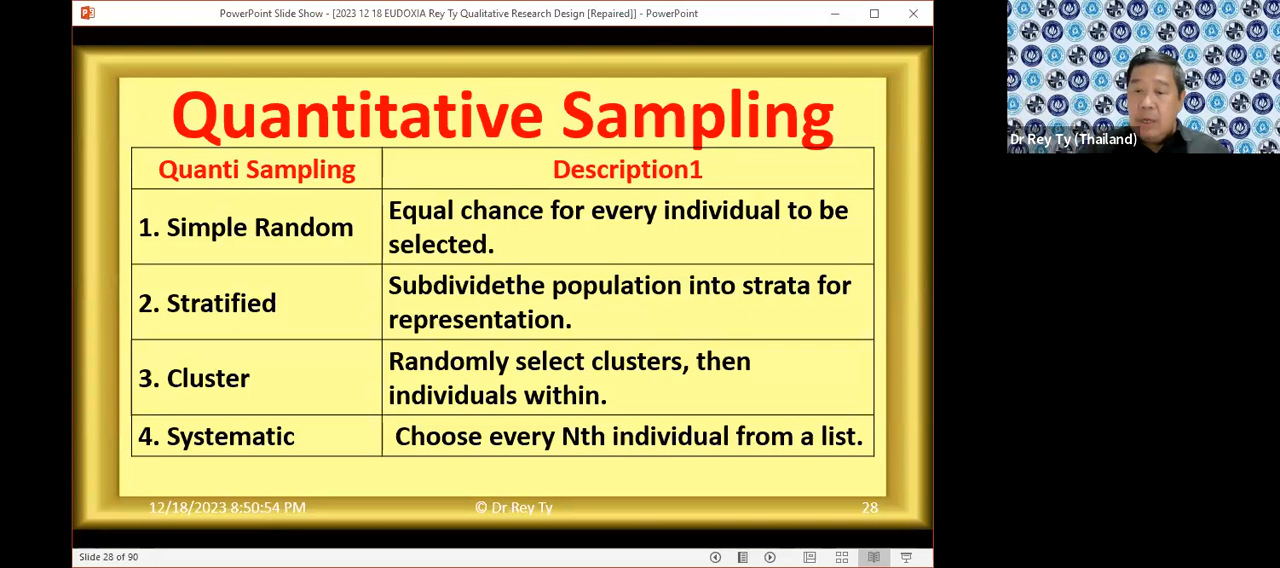 PowerPoint Slide Show - [2023 12 18 EUDOXIA Rey Ty Qualitative Research Design [Repaired]] - PowerPoint
Quantitative Sampling
Quanti Sampling Description1
1. Simple Random Equal chance for every individual to be
selected.
2. Stratified Subdividethe population into strata for
representation.
3. Cluster Randomly select clusters, then
individuals within.
4. Systematic Choose every Nth individual from a list.
12/18/2023 8:50:54 PM © Dr Rey Ty 28
Slide 28 of 90
Dr Rey Ty (Thailand)